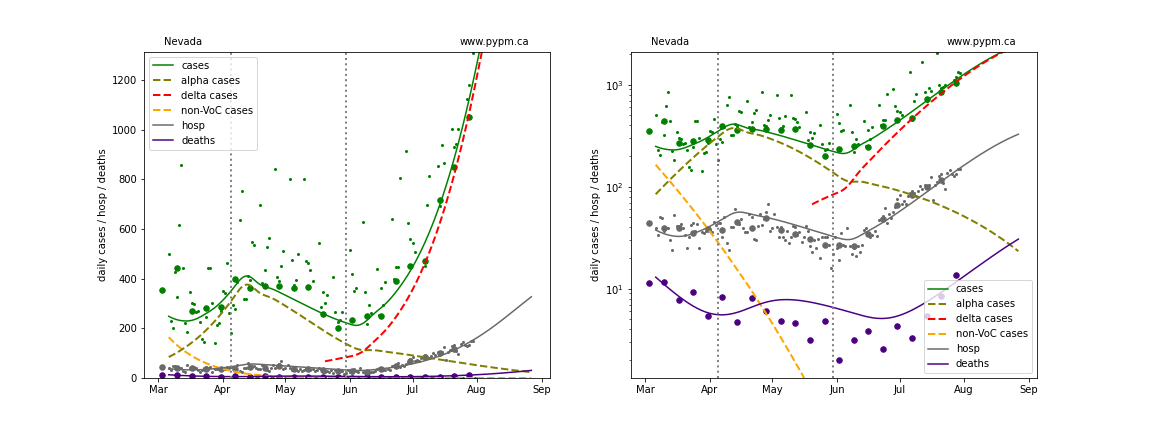 Nevada
www.pypm.ca
cases
alpha cases
delta cases
non-VoC cases
hosp
deaths
daily cases / hosp / deaths
1200
1000
800
600
400
200
0
Mar
Apr
May
Jun
Jul
Aug
Sep
Nevada
www.pypm.ca
daily cases / hosp / deaths
10³
10²
10¹
cases
alpha cases
delta cases
non-VoC cases
hosp
deaths
Mar
Apr
May
Jun
Jul
Aug
Sep